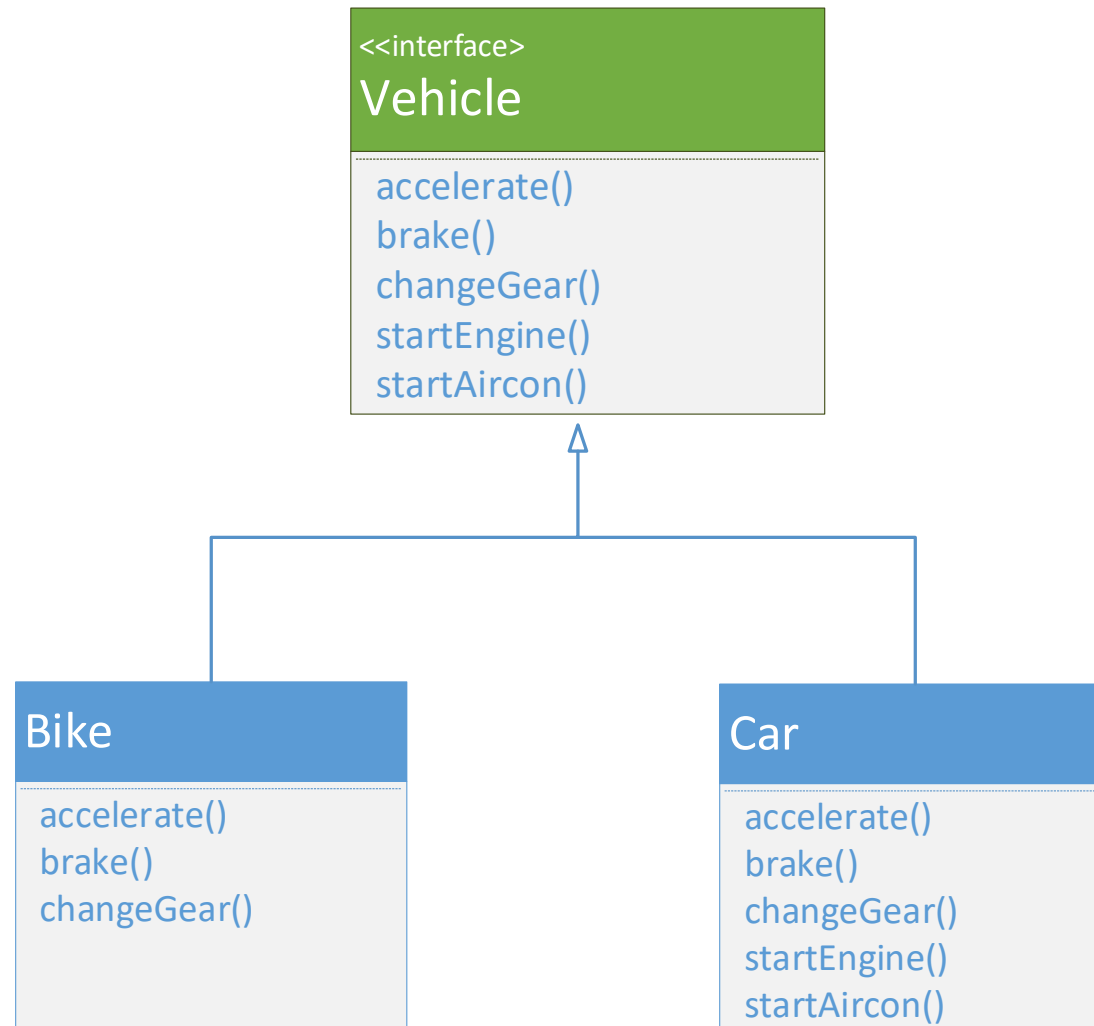 <<interface>
Vehicle
accelerate()
brake()
changeGear()
startEngine()
startAircon()
Bike
accelerate()
brake()
changeGear()
Car
accelerate()
brake()
changeGear()
startEngine()
startAircon()